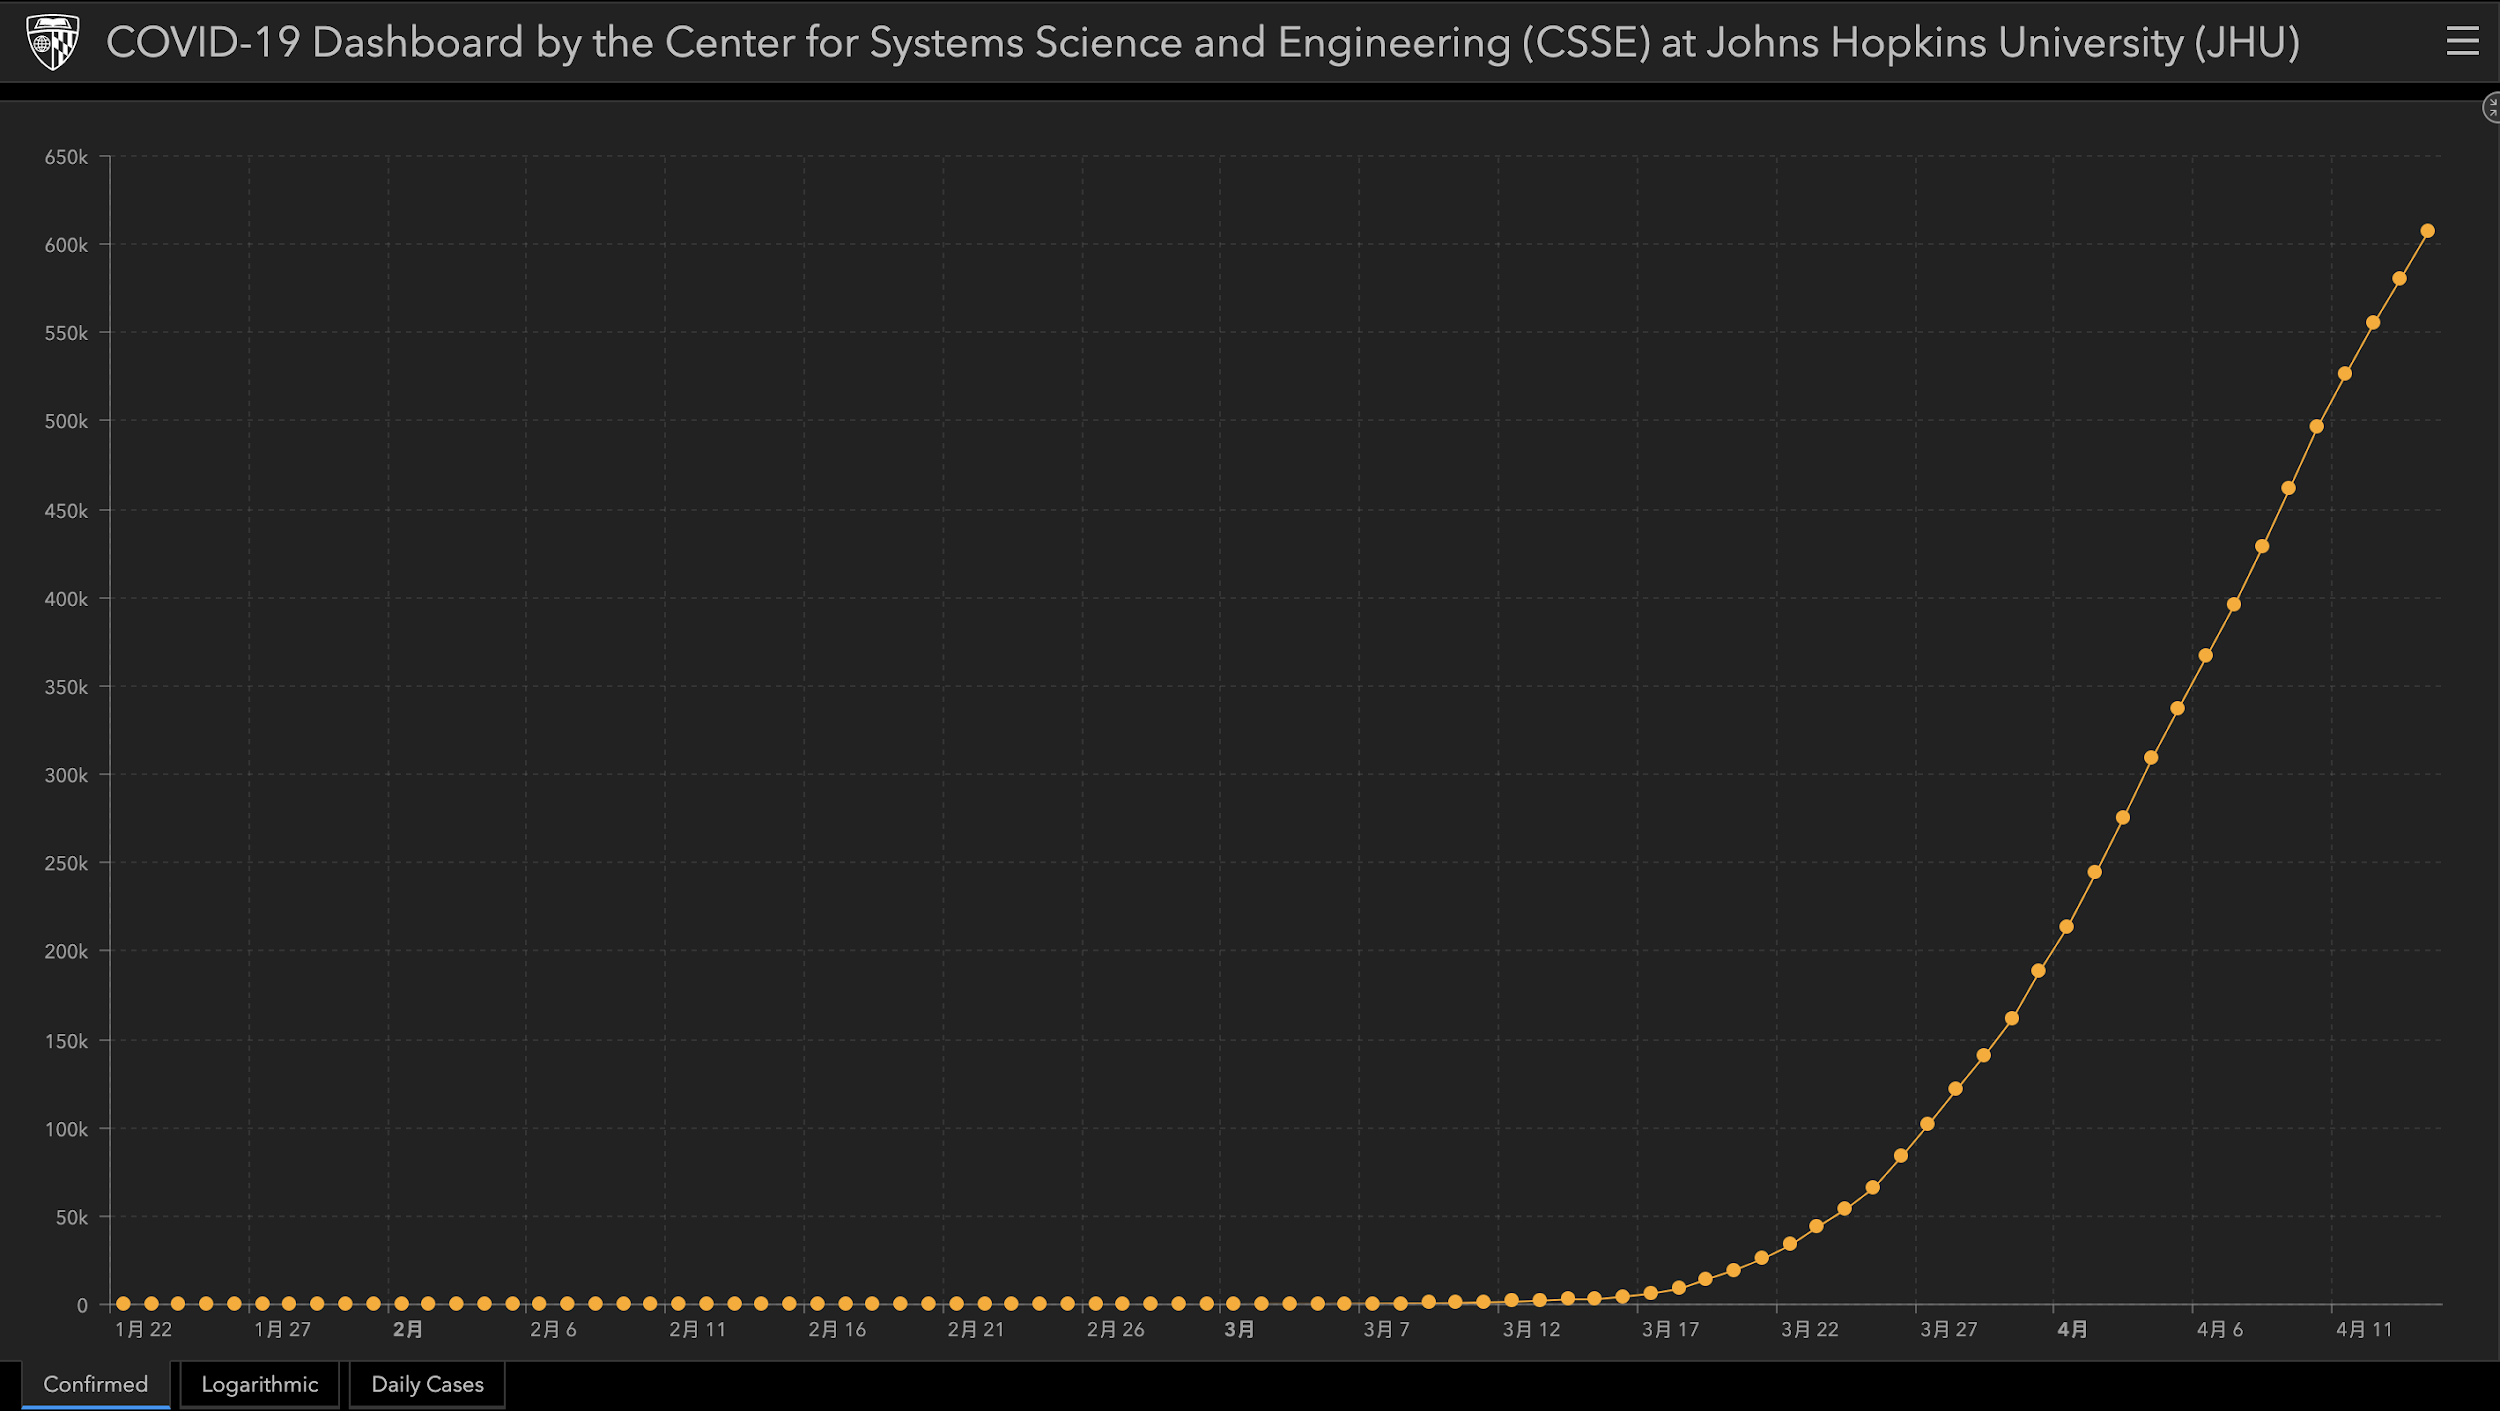 COVID-19 Dashboard by the Center for Systems Science and Engineering (CSSE) at Johns Hopkins University (JHU)
650k
600k
550k
500k
450k
400k
350k
300k
250k
200k
150k
100k
50k
0
1月 22 1月 27 2月 2月 6 2月 11 2月 16 2月 21 2月 26 3月 3月 7 3月 12 3月 17 3月 22 3月 27 4月 4月 6 4月 11
Confirmed Logarithmic Daily Cases